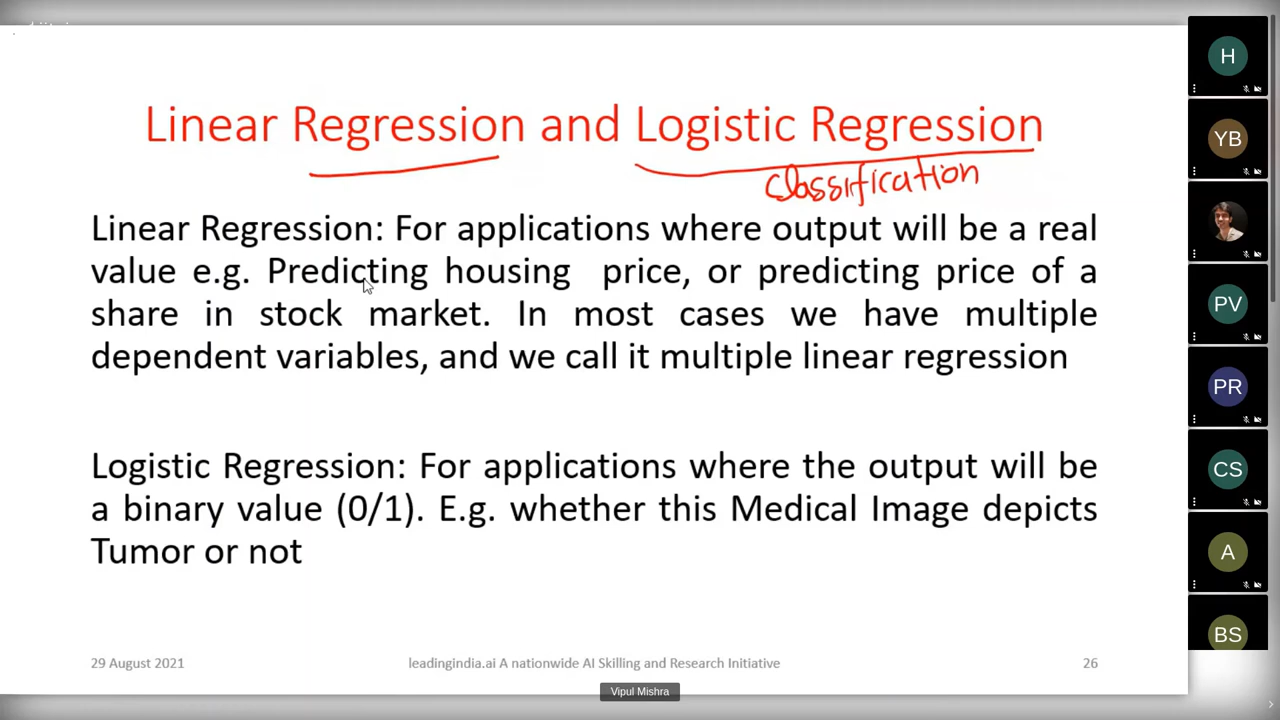 Linear Regression and Logistic Regression
classification
Linear Regression: For applications where output will be a real
value e.g. Predicting housing price, or predicting price of a
share in stock market. In most cases we have multiple
dependent variables, and we call it multiple linear regression
Logistic Regression: For applications where the output will be
a binary value (0/1). E.g. whether this Medical Image depicts
Tumor or not
29 August 2021
leadingindia.ai A nationwide AI Skilling and Research Initiative
26
Vipul Mishra
H
YB
PV
PR
CS
A
BS